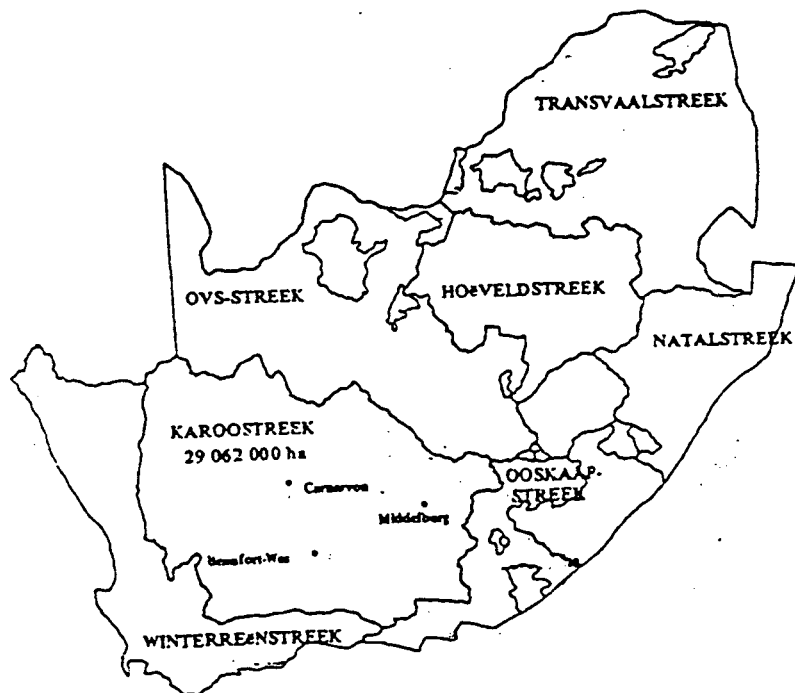 TRANSVAALSTREEK
OVS-STREEK
HOëVELDSTREEK
NATALSTREEK
KAROOSTREEK
29 062 000 ha
Carnarvon
OOSKAAP-
STREEK
Middelburg
Beaufort-Wes
WINTERREëNSTREEK